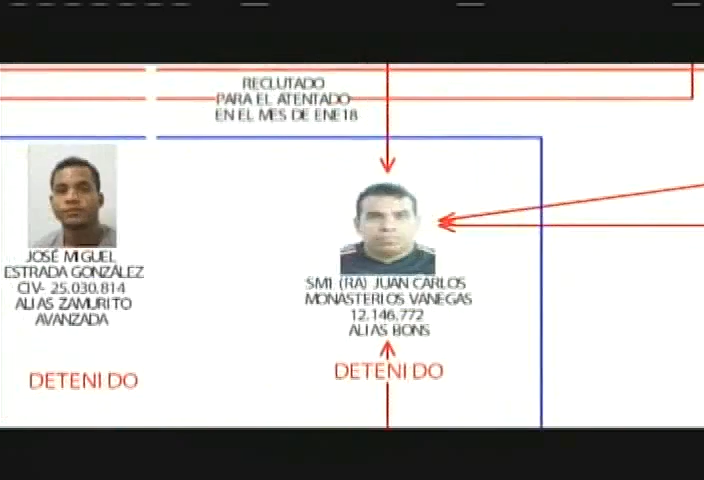 RECLUTADO
PARA EL ATENTADO
EN EL MES DE ENE18
JOSÉ MIGUEL
ESTRADA GONZÁLEZ
CIV- 25.030.814
ALIAS ZAMURITO
AVANZADA
DETENIDO
SM1 (RA) JUAN CARLOS
MONASTERIOS VANEGAS
12.146.772
ALIAS BONS
DETENIDO